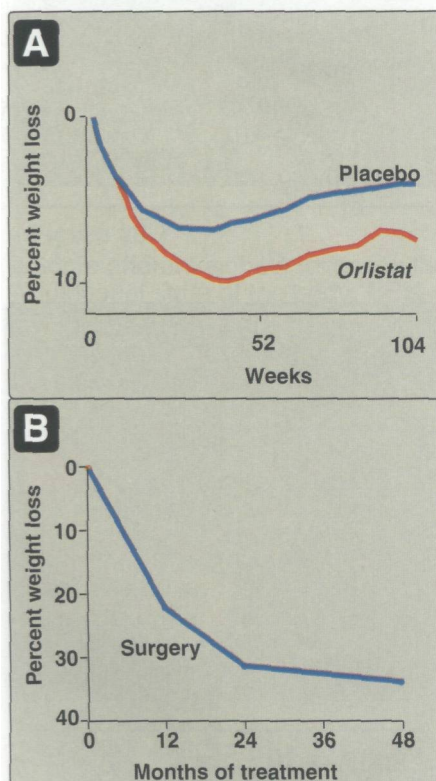 A
Percent weight loss
0
10
Placebo
Orlistat
0 52 104
Weeks
B
Percent weight loss
0
10
20
30
40
Surgery
0 12 24 36 48
Months of treatment